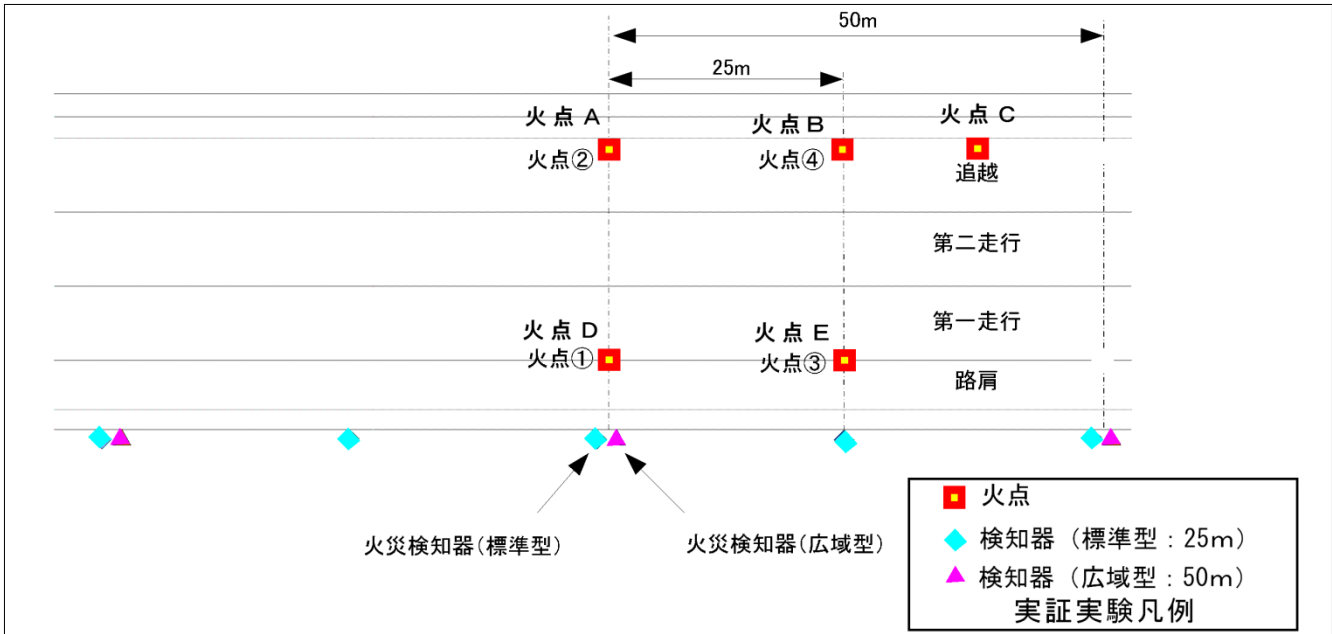 50m
25m
火点 A
火点 B
火点 C
火点②
火点④
追越
第二走行
第一走行
火点 D
火点 E
火点①
火点③
路肩
火災検知器(標準型)
火災検知器(広域型)
火点
検知器（標準型：25m）
検知器（広域型：50m）
実証実験凡例